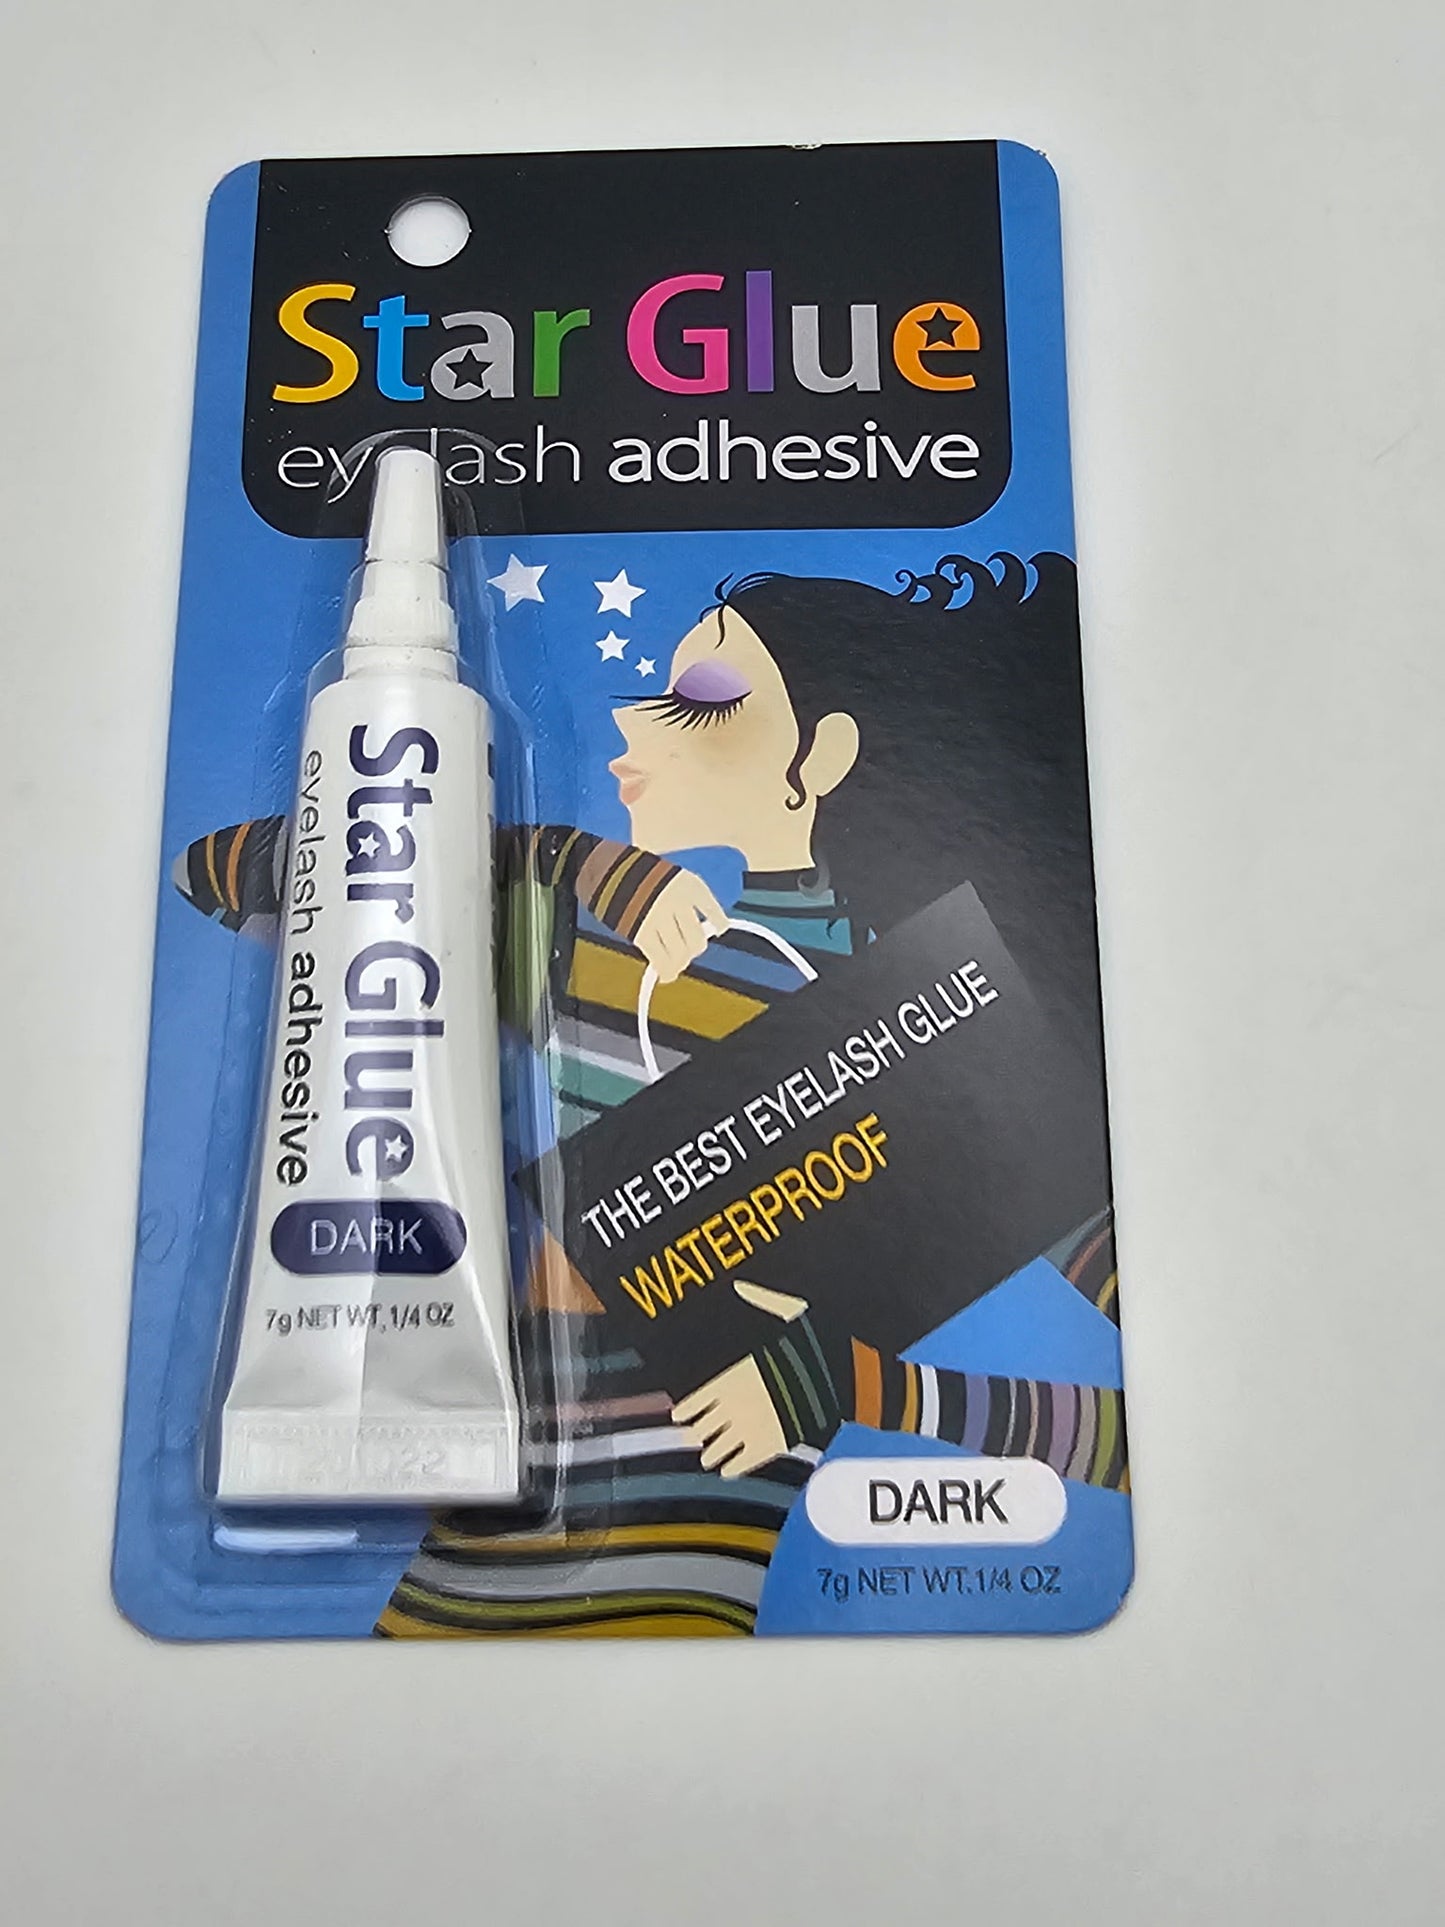 Star Glue
eyelash adhesive
Star Glue
eyelash adhesive
DARK
7g NET WT, 1/4 OZ
THE BEST EYELASH GLUE
WATERPROOF
DARK
7g NET WT.1/4 OZ